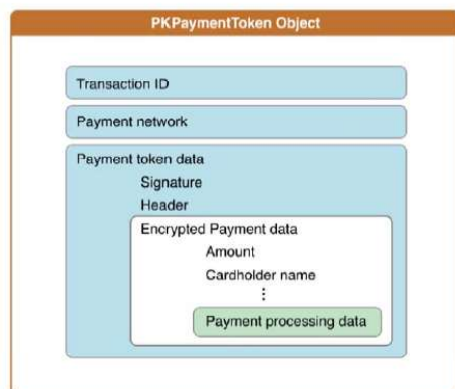 PKPaymentToken Object
Transaction ID
Payment network
Payment token data
Signature
Header
Encrypted Payment data
Amount
Cardholder name
⋮
Payment processing data